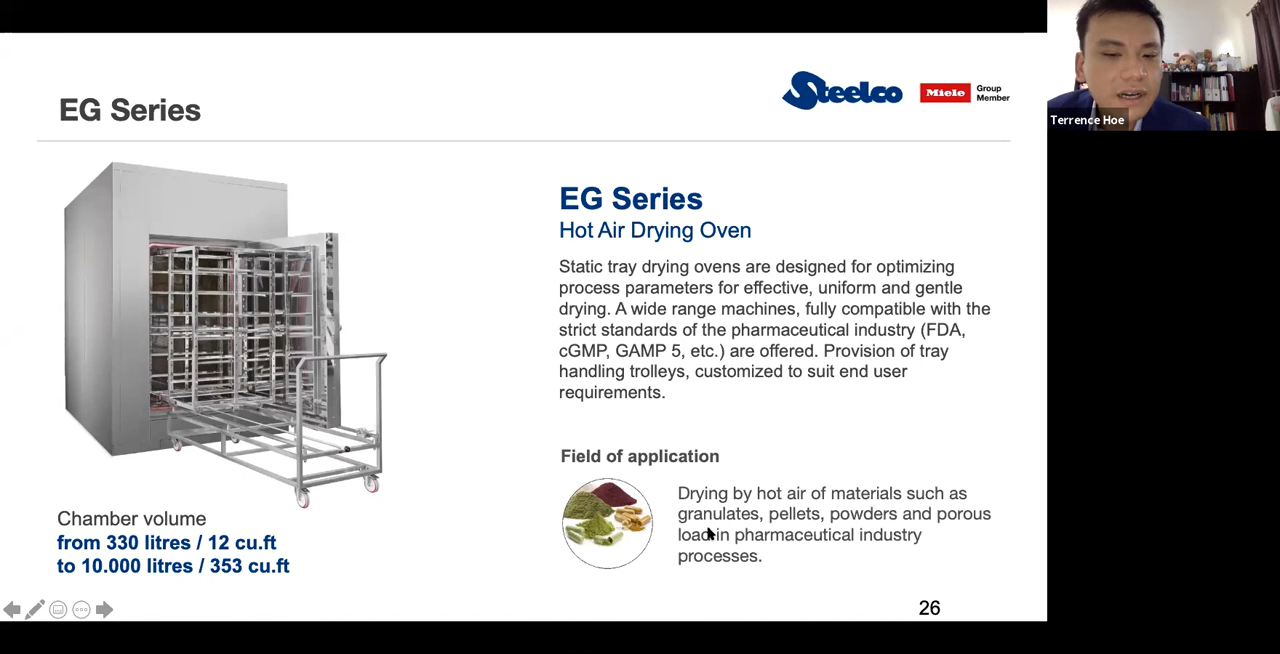 EG Series
Steelco
Miele
Group
Member
Terrence Hoe
EG Series
Hot Air Drying Oven
Static tray drying ovens are designed for optimizing
process parameters for effective, uniform and gentle
drying. A wide range machines, fully compatible with the
strict standards of the pharmaceutical industry (FDA,
cGMP, GAMP 5, etc.) are offered. Provision of tray
handling trolleys, customized to suit end user
requirements.
Field of application
Drying by hot air of materials such as
granulates, pellets, powders and porous
load in pharmaceutical industry
processes.
Chamber volume
from 330 litres / 12 cu.ft
to 10.000 litres / 353 cu.ft
26